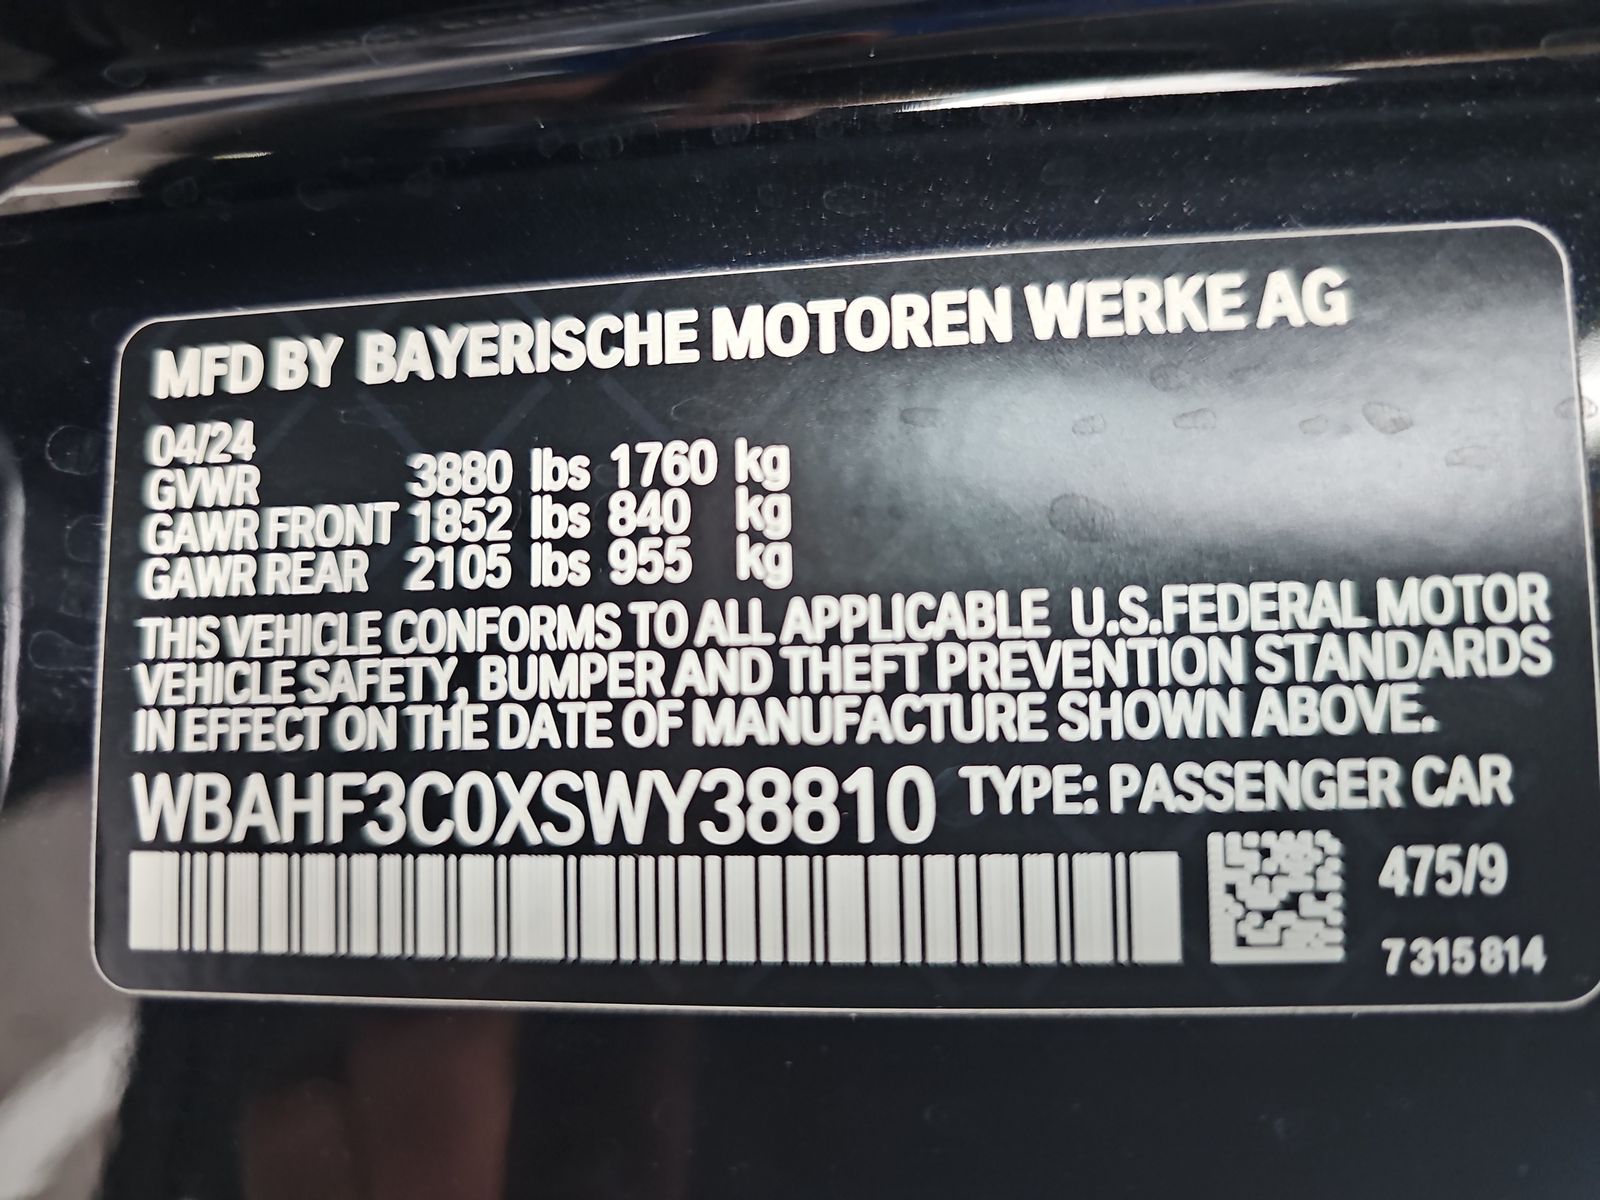 MFD BY BAYERISCHE MOTOREN WERKE AG
04/24
GVWR 3880 lbs 1760 kg
GAWR FRONT 1852 lbs 840 kg
GAWR REAR 2105 lbs 955 kg
THIS VEHICLE CONFORMS TO ALL APPLICABLE U.S.FEDERAL MOTOR
VEHICLE SAFETY, BUMPER AND THEFT PREVENTION STANDARDS
IN EFFECT ON THE DATE OF MANUFACTURE SHOWN ABOVE.
WBAHF3C0XSWY38810 TYPE: PASSENGER CAR
475/9
7 315 814